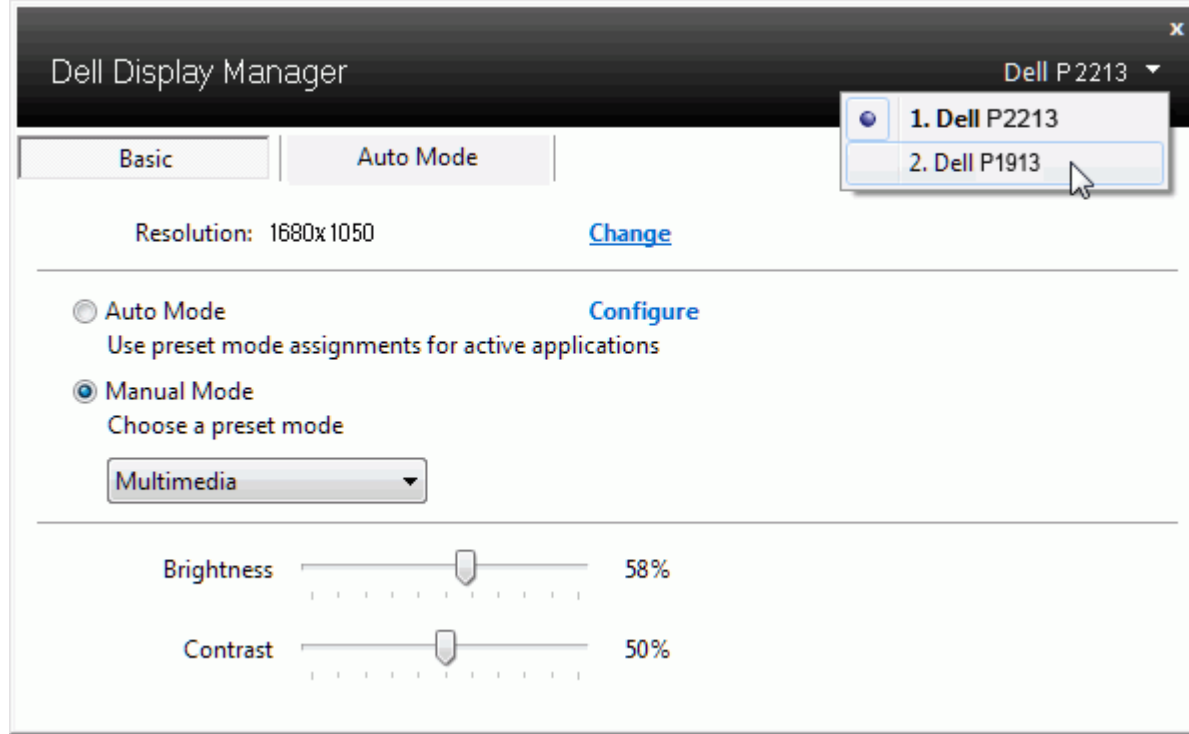 x
Dell Display Manager
Dell P2213
1. Dell P2213
2. Dell P1913
Basic
Auto Mode
Resolution: 1680x1050
Change
Auto Mode
Configure
Use preset mode assignments for active applications
Manual Mode
Choose a preset mode
Multimedia
Brightness
58%
Contrast
50%